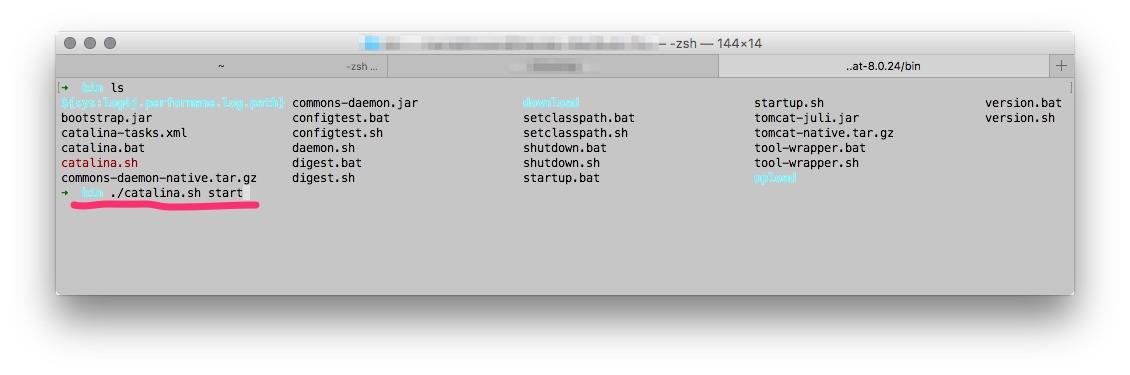 -zsh — 144×14
~ -zsh ... ..at-8.0.24/bin
→ bin ls
${sys:log4j.performane.log.path} commons-daemon.jar download startup.sh version.bat
bootstrap.jar configtest.bat setclasspath.bat tomcat-juli.jar version.sh
catalina-tasks.xml configtest.sh setclasspath.sh tomcat-native.tar.gz
catalina.bat daemon.sh shutdown.bat tool-wrapper.bat
catalina.sh digest.bat shutdown.sh tool-wrapper.sh
commons-daemon-native.tar.gz digest.sh startup.bat upload
→ bin ./catalina.sh start